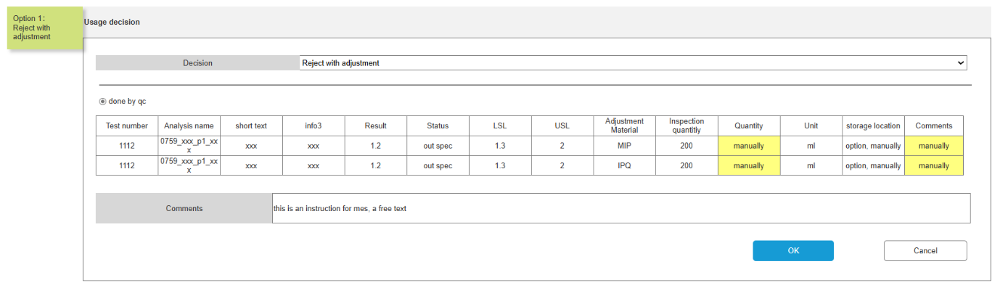 Option 1:
Reject with
adjustment
Usage decision
Decision Reject with adjustment
done by qc
Test number Analysis name short text info3 Result Status LSL USL Adjustment Material Inspection quantitiy Quantity Unit storage location Comments
1112 0759_xxx_p1_xxx xxx xxx 1.2 out spec 1.3 2 MIP 200 manually ml option, manually manually
1112 0759_xxx_p1_xxx xxx xxx 1.2 out spec 1.3 2 IPQ 200 manually ml option, manually manually
Comments this is an instruction for mes, a free text
OK Cancel